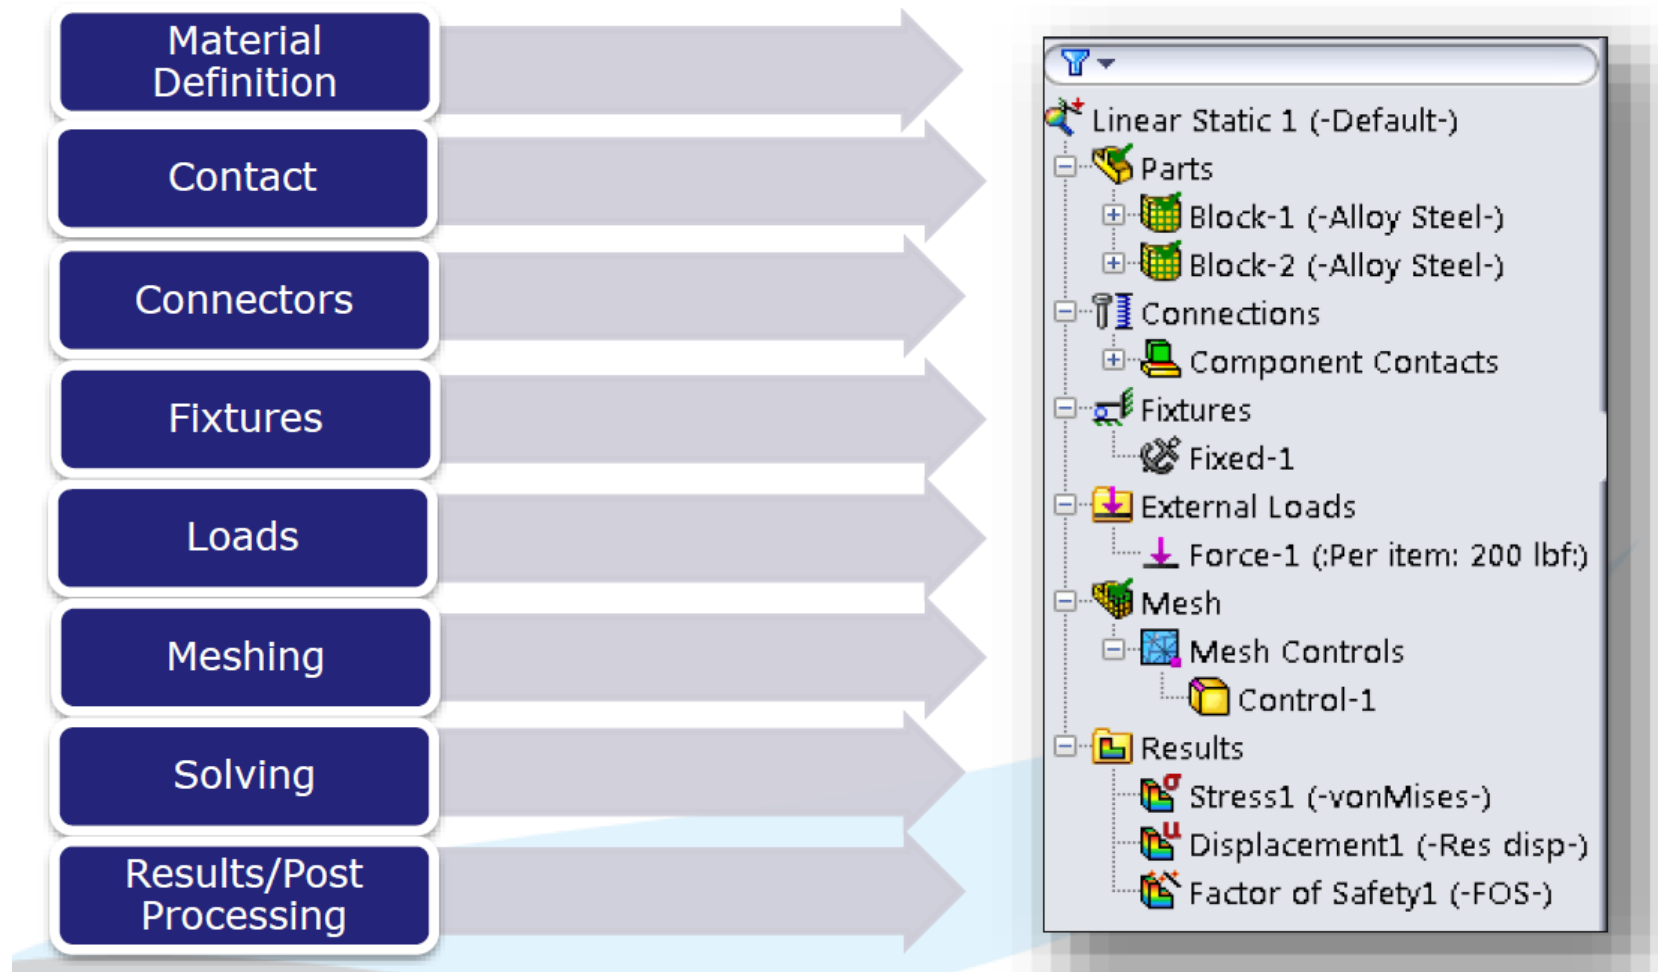 Material
Definition
Contact
Connectors
Fixtures
Loads
Meshing
Solving
Results/Post
Processing
Linear Static 1 (-Default-)
Parts
Block-1 (-Alloy Steel-)
Block-2 (-Alloy Steel-)
Connections
Component Contacts
Fixtures
Fixed-1
External Loads
Force-1 (:Per item: 200 lbf:)
Mesh
Mesh Controls
Control-1
Results
Stress1 (-vonMises-)
Displacement1 (-Res disp-)
Factor of Safety1 (-FOS-)